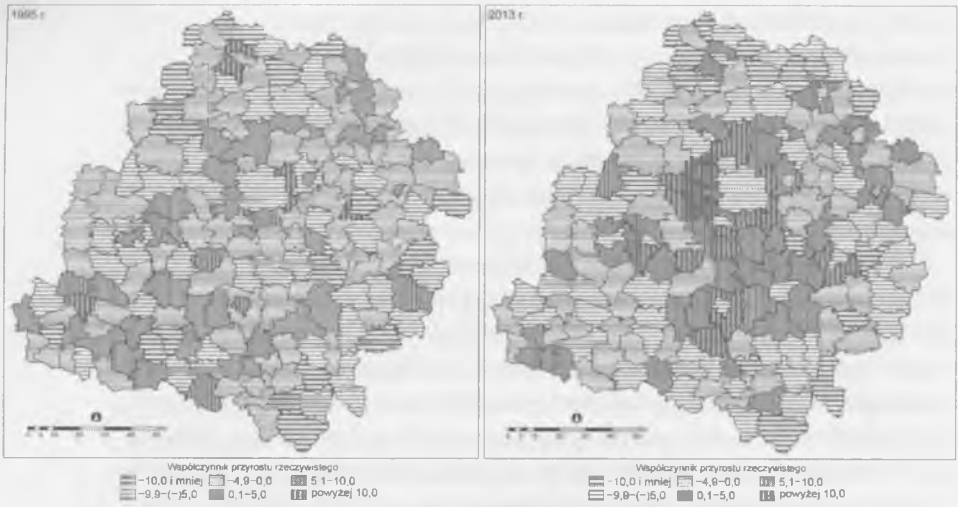 1995 r.
2013 r.
Współczynnik przyrostu rzeczywistego
−10,0 i mniej −4,9−0,0 5,1−10,0
−9,9−(−)5,0 0,1−5,0 powyżej 10,0
Współczynnik przyrostu rzeczywistego
−10,0 i mniej −4,9−0,0 5,1−10,0
−9,9−(−)5,0 0,1−5,0 powyżej 10,0